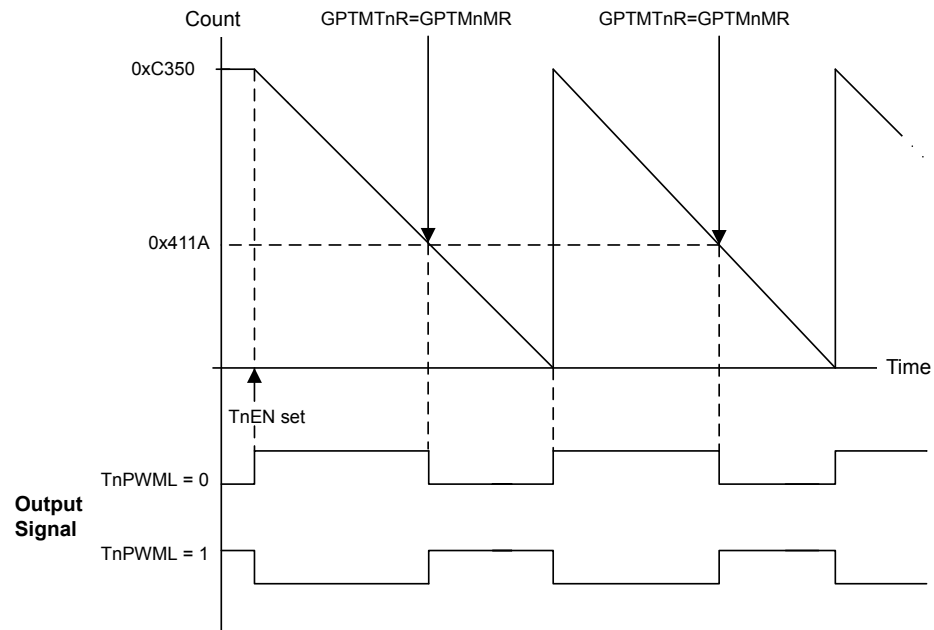 Count
GPTMTnR=GPTMnMR
GPTMTnR=GPTMnMR
0xC350
0x411A
Time
TnEN set
TnPWML = 0
Output
Signal
TnPWML = 1